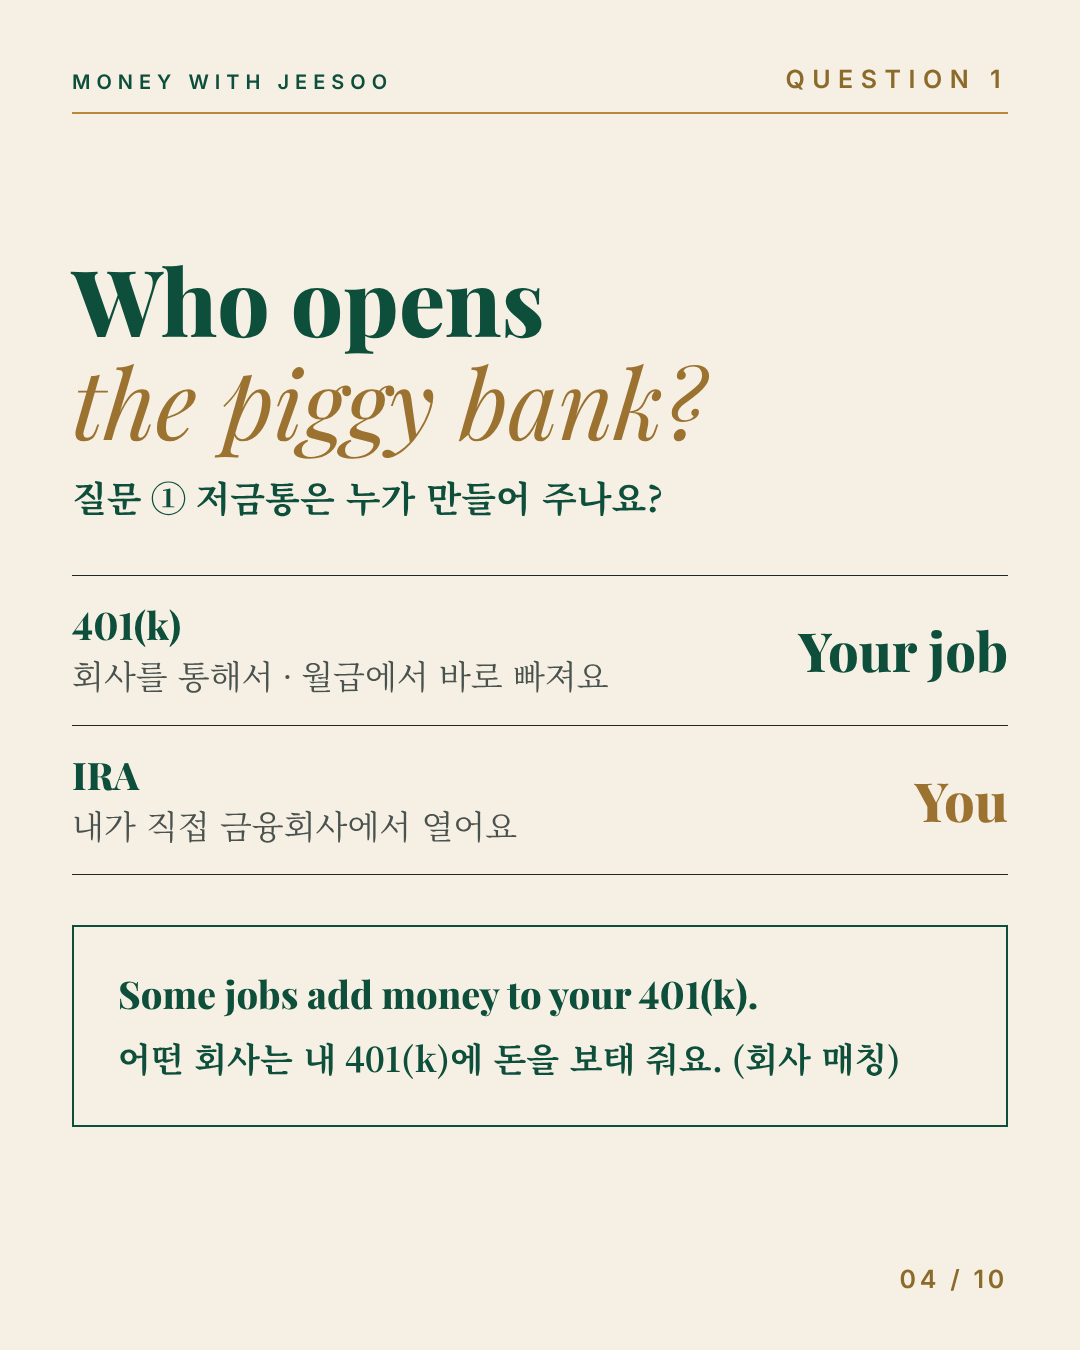 MONEY WITH JEESOO
QUESTION 1
Who opens
the piggy bank?
질문 ① 저금통은 누가 만들어 주나요?
401(k)
회사를 통해서 · 월급에서 바로 빠져요
Your job
IRA
내가 직접 금융회사에서 열어요
You
Some jobs add money to your 401(k).
어떤 회사는 내 401(k)에 돈을 보태 줘요. (회사 매칭)
04 / 10